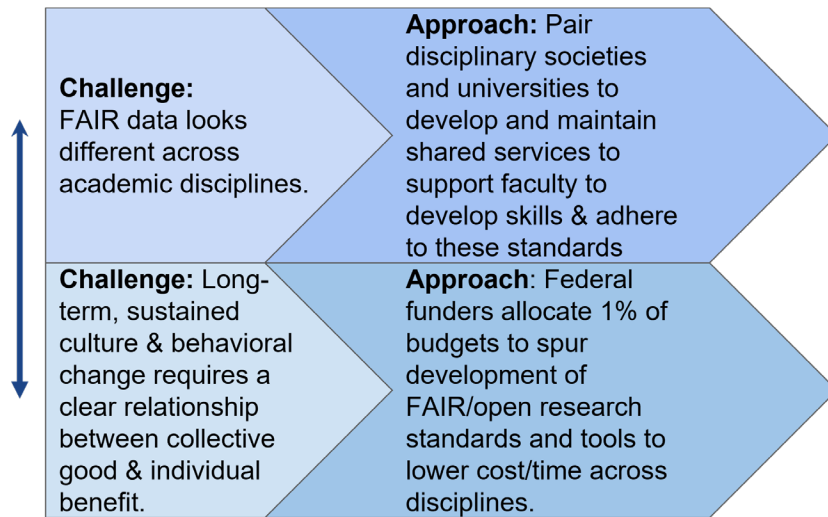 Challenge:
FAIR data looks
different across
academic disciplines.
Approach: Pair
disciplinary societies
and universities to
develop and maintain
shared services to
support faculty to
develop skills & adhere
to these standards
Challenge: Long-
term, sustained
culture & behavioral
change requires a
clear relationship
between collective
good & individual
benefit.
Approach: Federal
funders allocate 1% of
budgets to spur
development of
FAIR/open research
standards and tools to
lower cost/time across
disciplines.